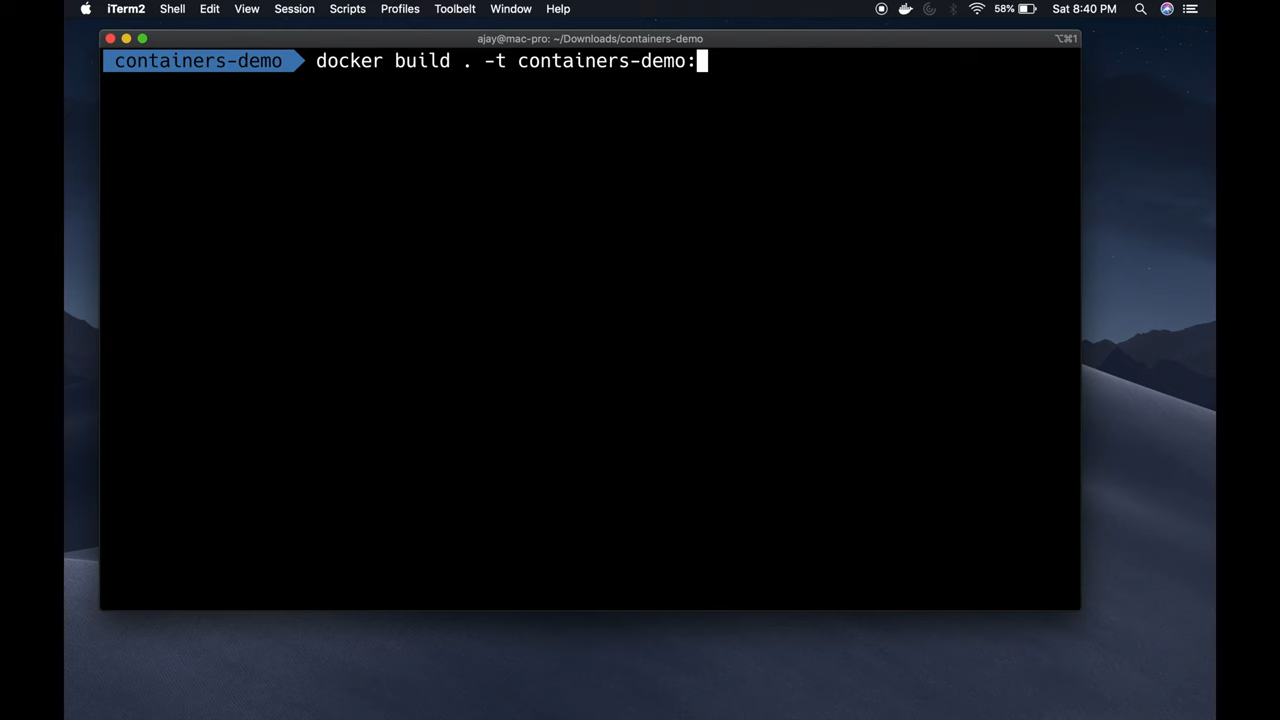 iTerm2 Shell Edit View Session Scripts Profiles Toolbelt Window Help 58% Sat 8:40 PM
ajay@mac-pro: ~/Downloads/containers-demo ⌥⌘1
containers-demo docker build . -t containers-demo: